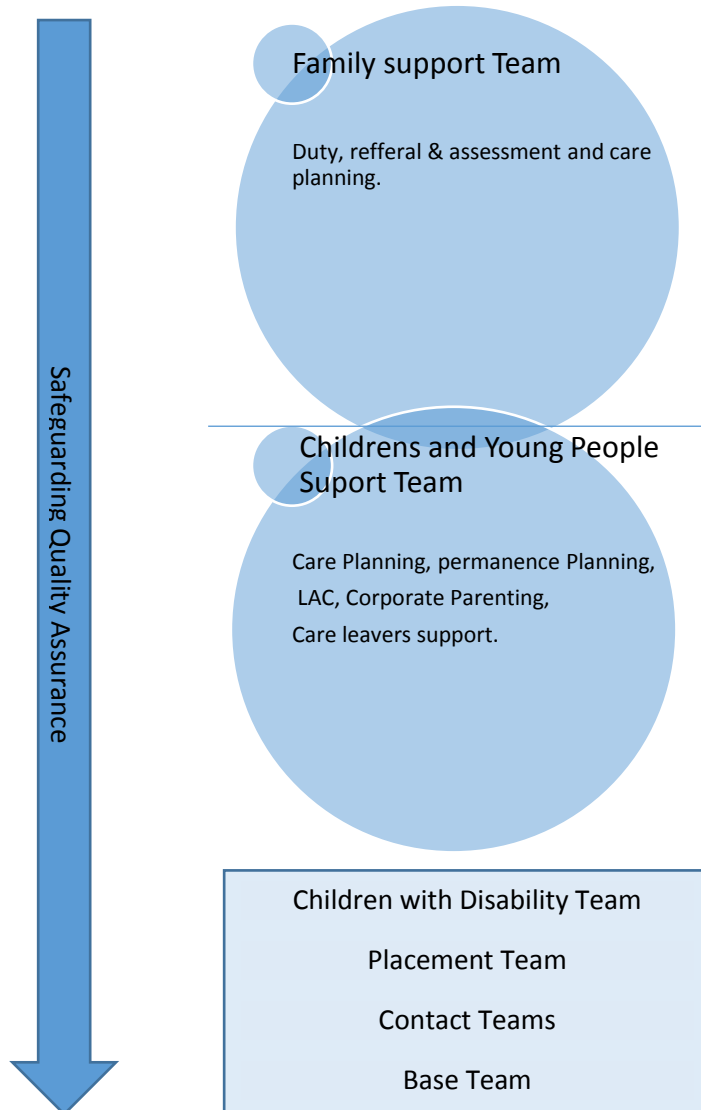 Safeguarding Quality Assurance
Family support Team
Duty, refferal & assessment and care
planning.
Childrens and Young People
Suport Team
Care Planning, permanence Planning,
LAC, Corporate Parenting,
Care leavers support.
Children with Disability Team
Placement Team
Contact Teams
Base Team